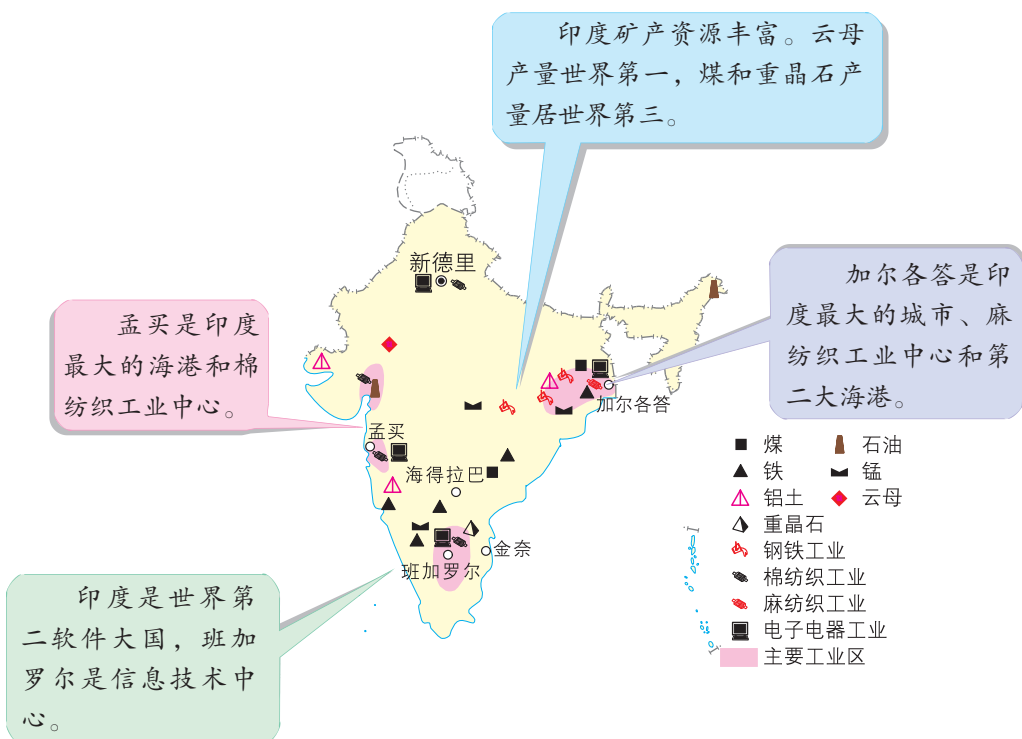 印度矿产资源丰富。云母
产量世界第一，煤和重晶石产
量居世界第三。
新德里
加尔各答是印
度最大的城市、麻
纺织工业中心和第
二大海港。
孟买是印度
最大的海港和棉
纺织工业中心。
加尔各答
孟买
海得拉巴
金奈
班加罗尔
煤 石油
铁 锰
铝土 云母
重晶石
钢铁工业
棉纺织工业
麻纺织工业
电子电器工业
主要工业区
印度是世界第
二软件大国，班加
罗尔是信息技术中
心。